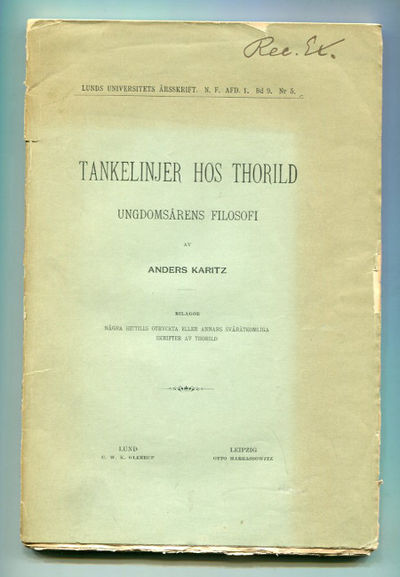 Rec. Ex.
LUNDS UNIVERSITETS ÅRSSKRIFT. N. F. AFD. 1. Bd 9. Nr 5.
TANKELINJER HOS THORILD
UNGDOMSÅRENS FILOSOFI
AV
ANDERS KARITZ
BILAGOR
NÅGRA HITTILLS OTRYCKTA ELLER ANNARS SVÅRÅTKOMLIGA
SKRIFTER AV THORILD
LUND
C. W. K. GLEERUP
LEIPZIG
OTTO HARRASSOWITZ